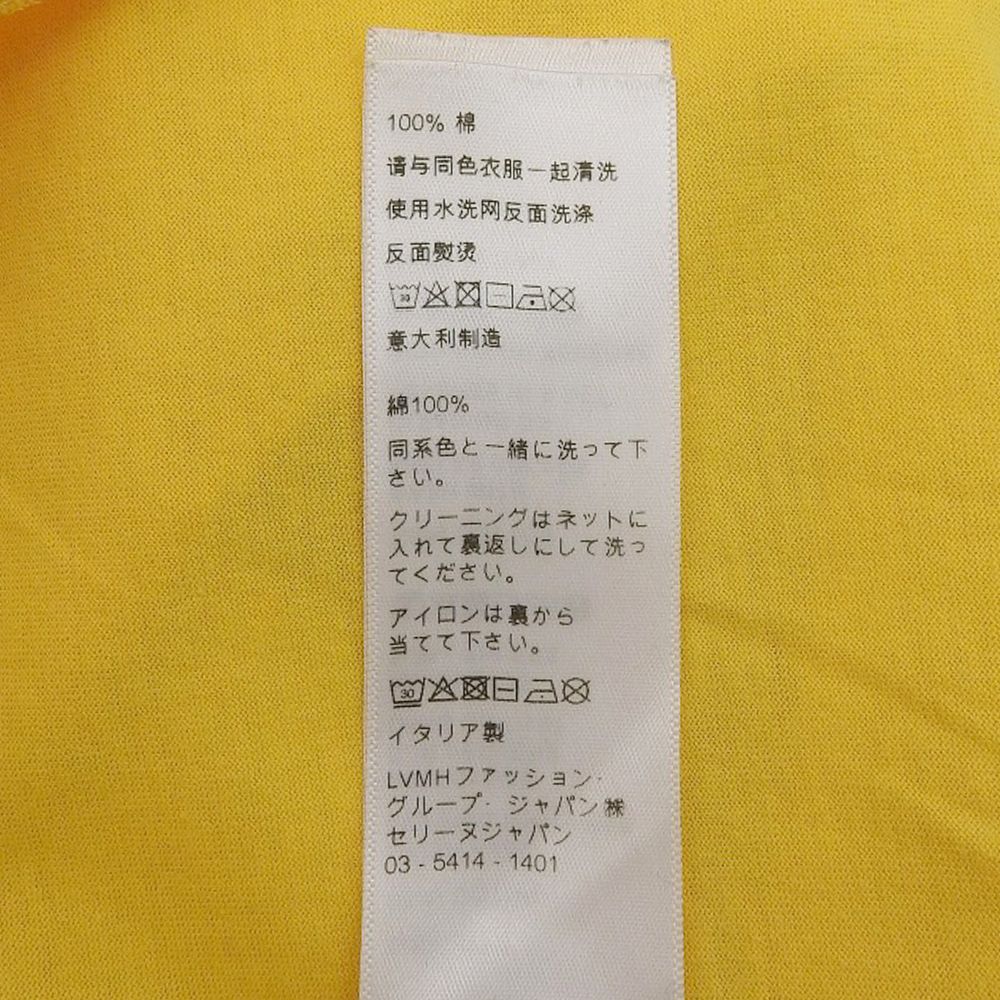 100% 棉
请与同色衣服一起清洗
使用水洗网反面洗涤
反面熨烫
30
意大利制造
綿100%
同系色と一緒に洗って下
さい。
クリーニングはネットに
入れて裏返しにして洗っ
てください。
アイロンは裏から
当てて下さい。
30
イタリア製
LVMHファッション·
グループ· ジャパン㈱
セリーヌジャパン
03 - 5414 - 1401